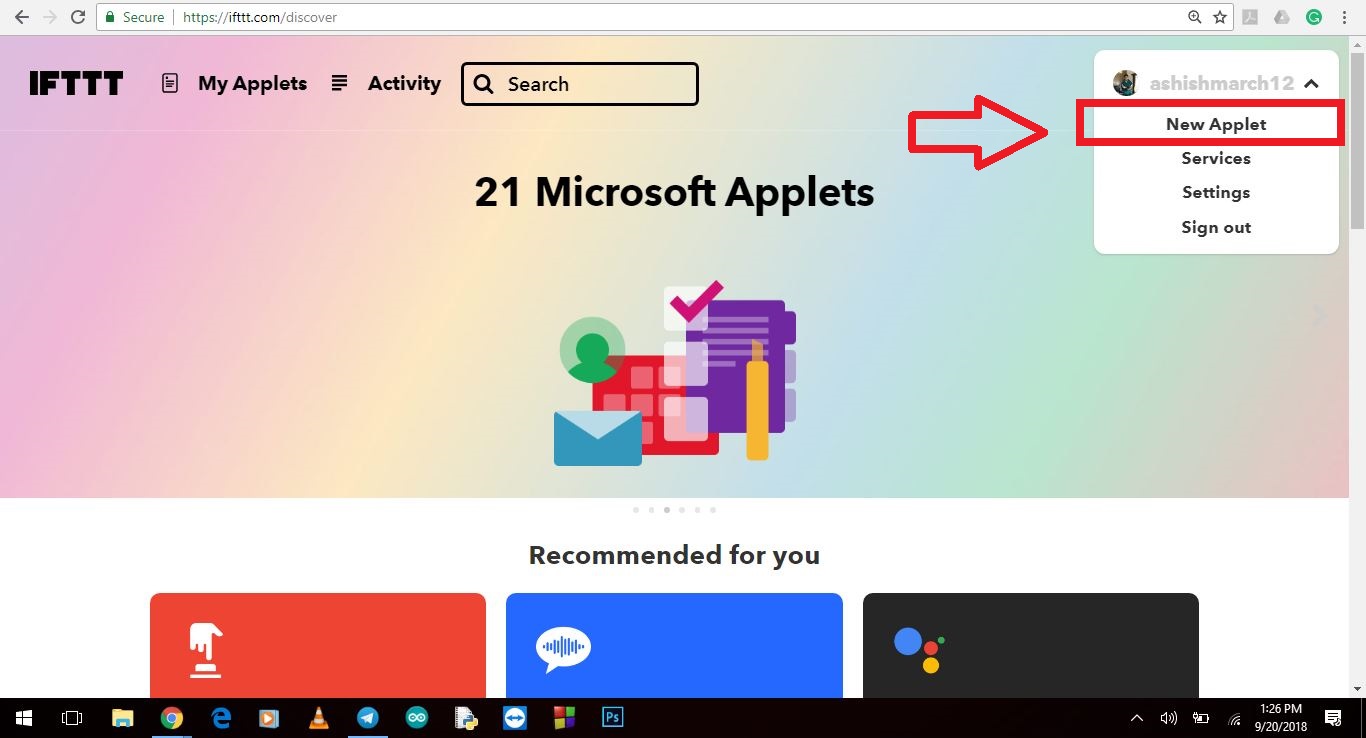 Secure https://ifttt.com/discover
IFTTT My Applets Activity Search ashishmarch12
New Applet
Services
Settings
Sign out
21 Microsoft Applets
Recommended for you
Ps
1:26 PM
9/20/2018